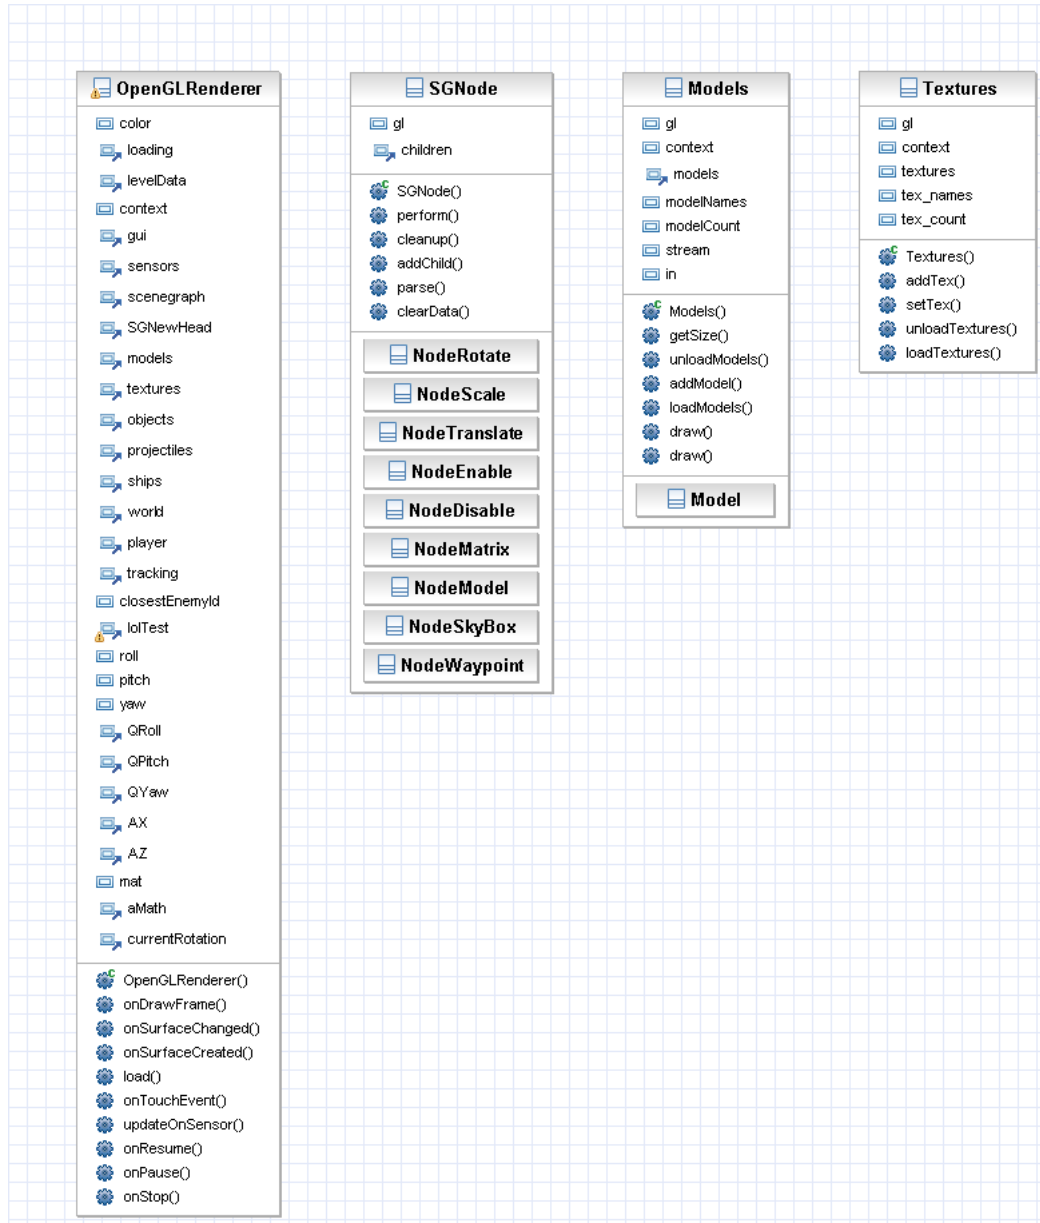 OpenGLRenderer
color
loading
levelData
context
gui
sensors
scenegraph
SGNewHead
models
textures
objects
projectiles
ships
world
player
tracking
closestEnemyId
lolTest
roll
pitch
yaw
QRoll
QPitch
QYaw
AX
AZ
mat
aMath
currentRotation
OpenGLRenderer()
onDrawFrame()
onSurfaceChanged()
onSurfaceCreated()
load()
onTouchEvent()
updateOnSensor()
onResume()
onPause()
onStop()
SGNode
gl
children
SGNode()
perform()
cleanup()
addChild()
parse()
clearData()
NodeRotate
NodeScale
NodeTranslate
NodeEnable
NodeDisable
NodeMatrix
NodeModel
NodeSkyBox
NodeWaypoint
Models
gl
context
models
modelNames
modelCount
stream
in
Models()
getSize()
unloadModels()
addModel()
loadModels()
draw()
draw()
Model
Textures
gl
context
textures
tex_names
tex_count
Textures()
addTex()
setTex()
unloadTextures()
loadTextures()